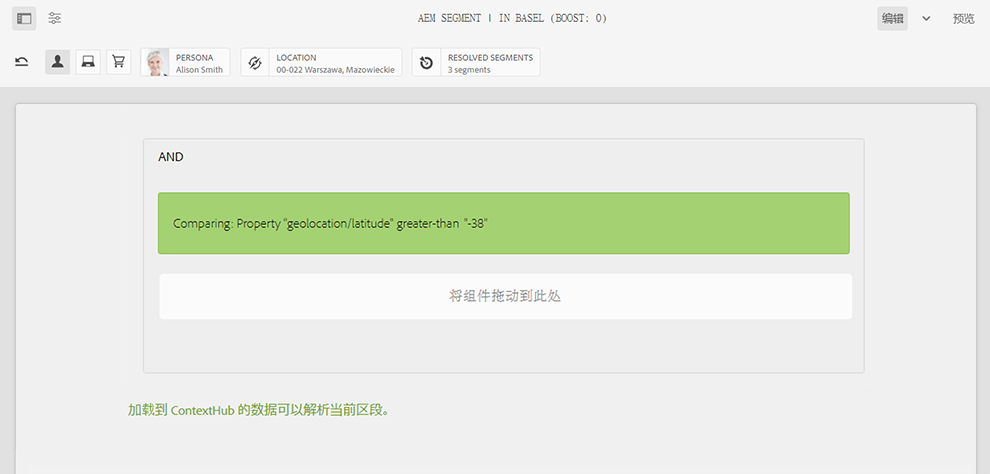 AEM SEGMENT | IN BASEL (BOOST: 0)
编辑
预览
PERSONA
Alison Smith
LOCATION
00-022 Warszawa, Mazowieckie
RESOLVED SEGMENTS
3 segments
AND
Comparing: Property "geolocation/latitude" greater-than "-38"
将组件拖动到此处
加载到 ContextHub 的数据可以解析当前区段。